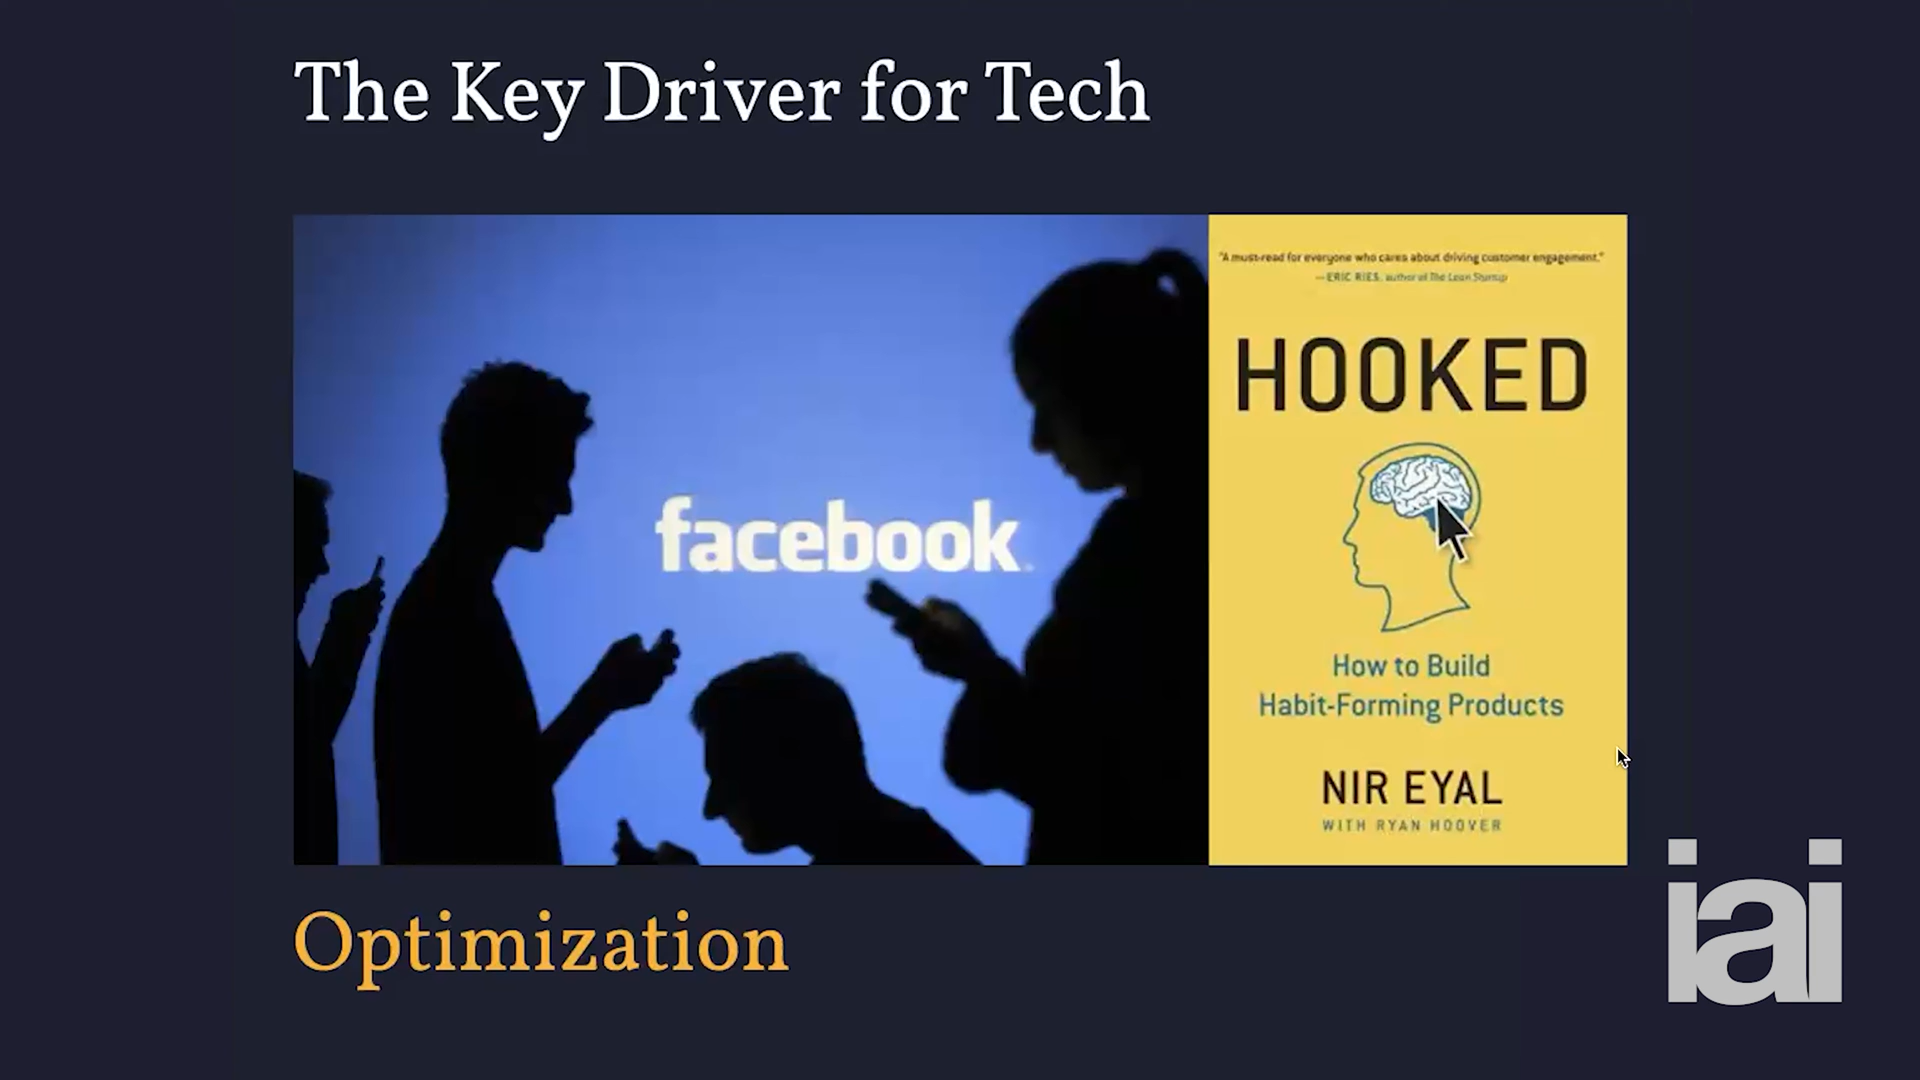 The Key Driver for Tech
facebook.
"A must-read for everyone who cares about driving customer engagement."
—ERIC RIES, author of The Lean Startup
HOOKED
How to Build
Habit-Forming Products
NIR EYAL
WITH RYAN HOOVER
Optimization
iai